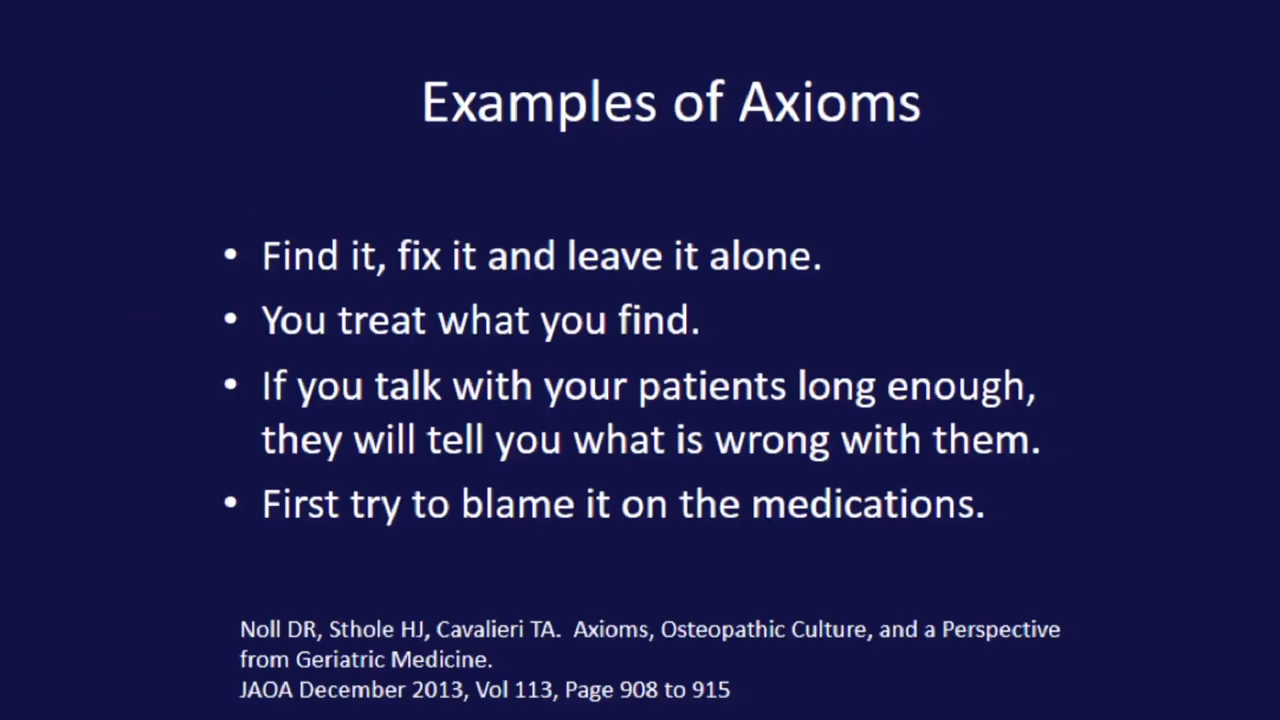 Examples of Axioms
• Find it, fix it and leave it alone.
• You treat what you find.
• If you talk with your patients long enough,
they will tell you what is wrong with them.
• First try to blame it on the medications.
Noll DR, Sthole HJ, Cavalieri TA.  Axioms, Osteopathic Culture, and a Perspective
from Geriatric Medicine.
JAOA December 2013, Vol 113, Page 908 to 915